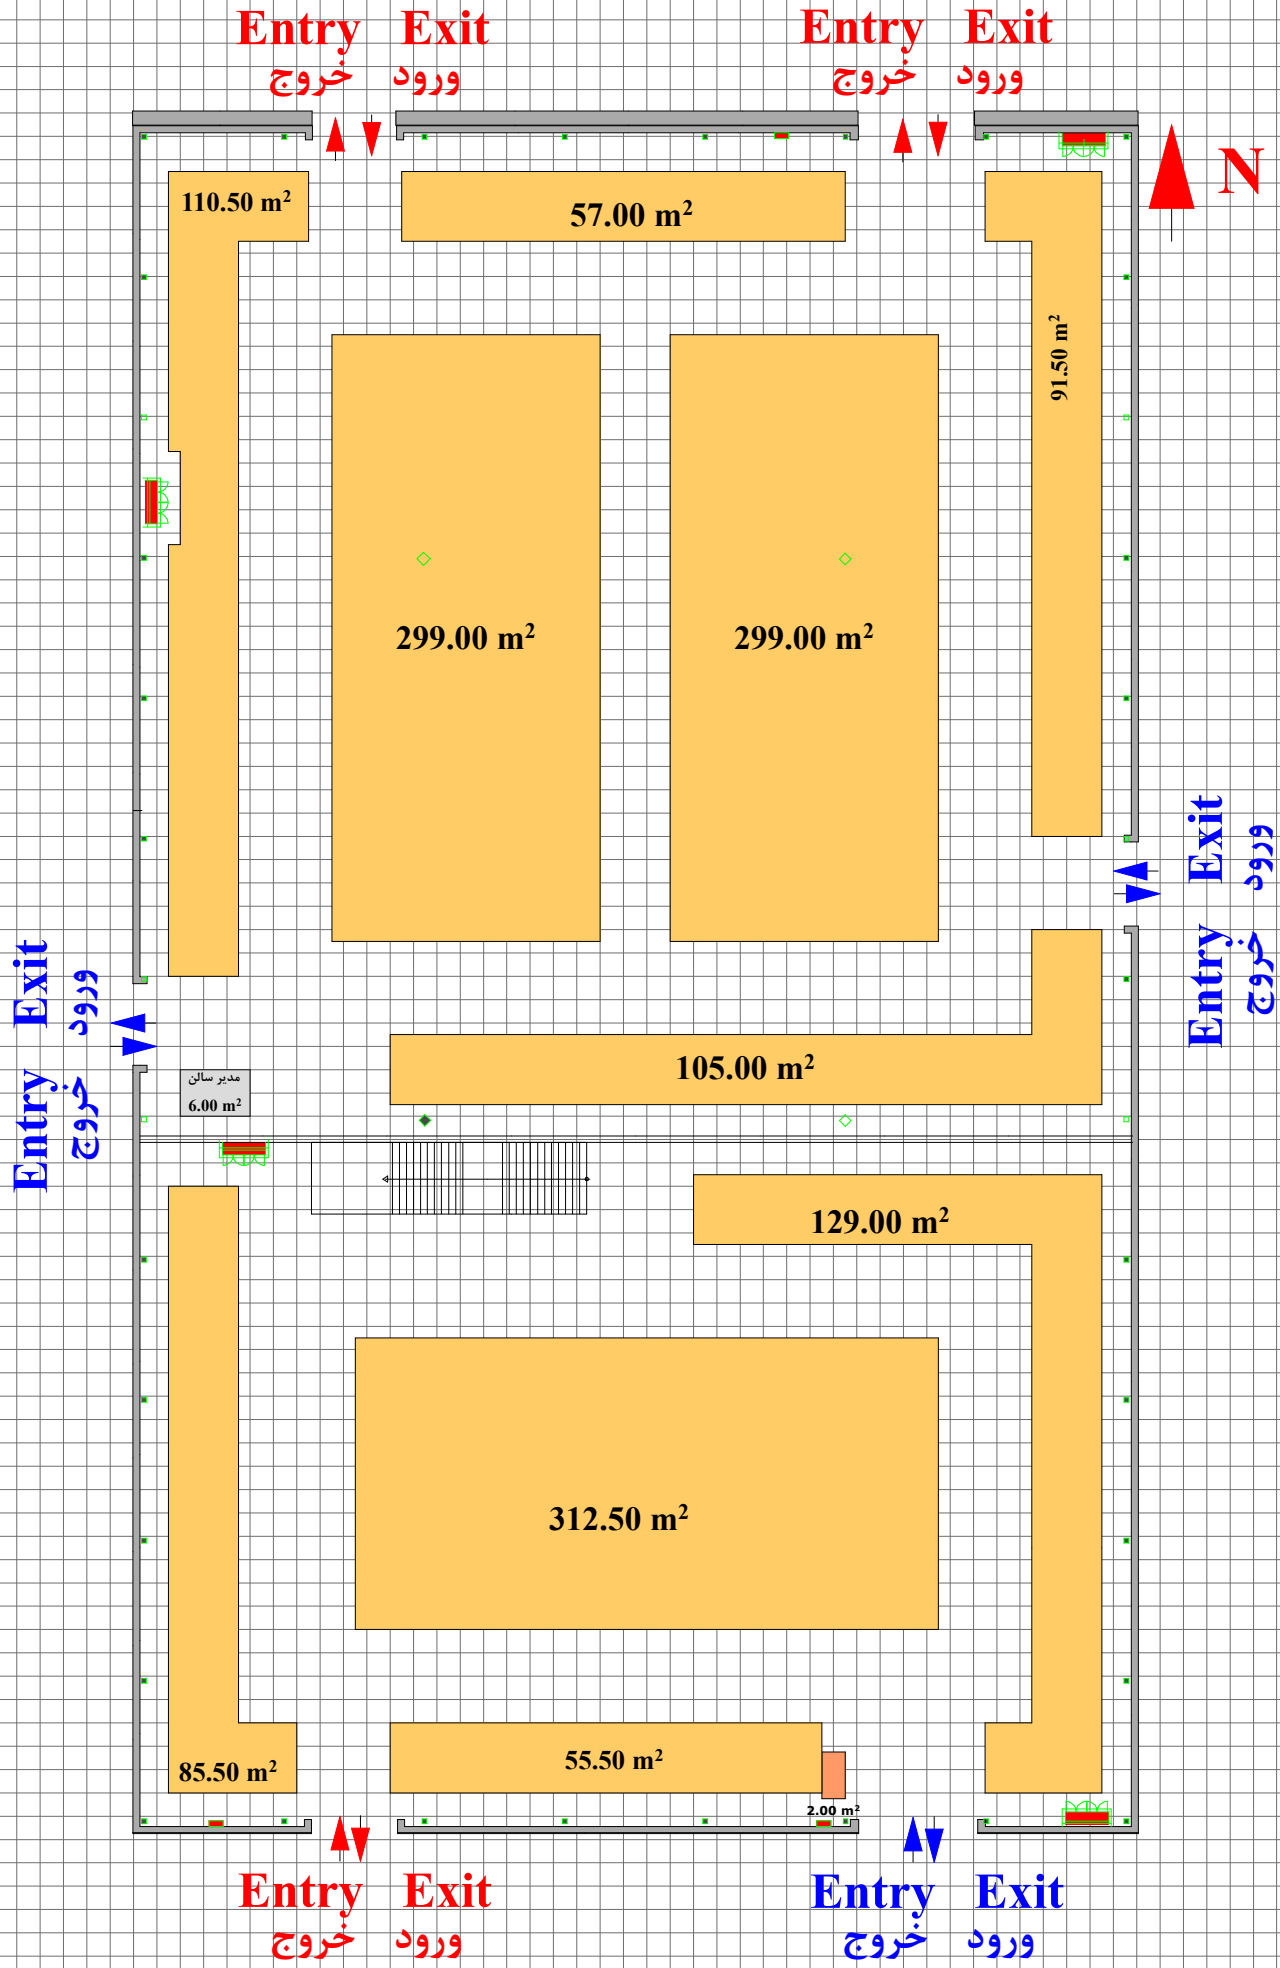 Entry Exit
خروج ورود
Entry Exit
خروج ورود
N
110.50 m²
57.00 m²
91.50 m²
299.00 m²
299.00 m²
Exit
ورود
Entry
خروج
Exit
ورود
Entry
خروج
105.00 m²
مدیر سالن
6.00 m²
129.00 m²
312.50 m²
85.50 m²
55.50 m²
2.00 m²
Entry Exit
خروج ورود
Entry Exit
خروج ورود